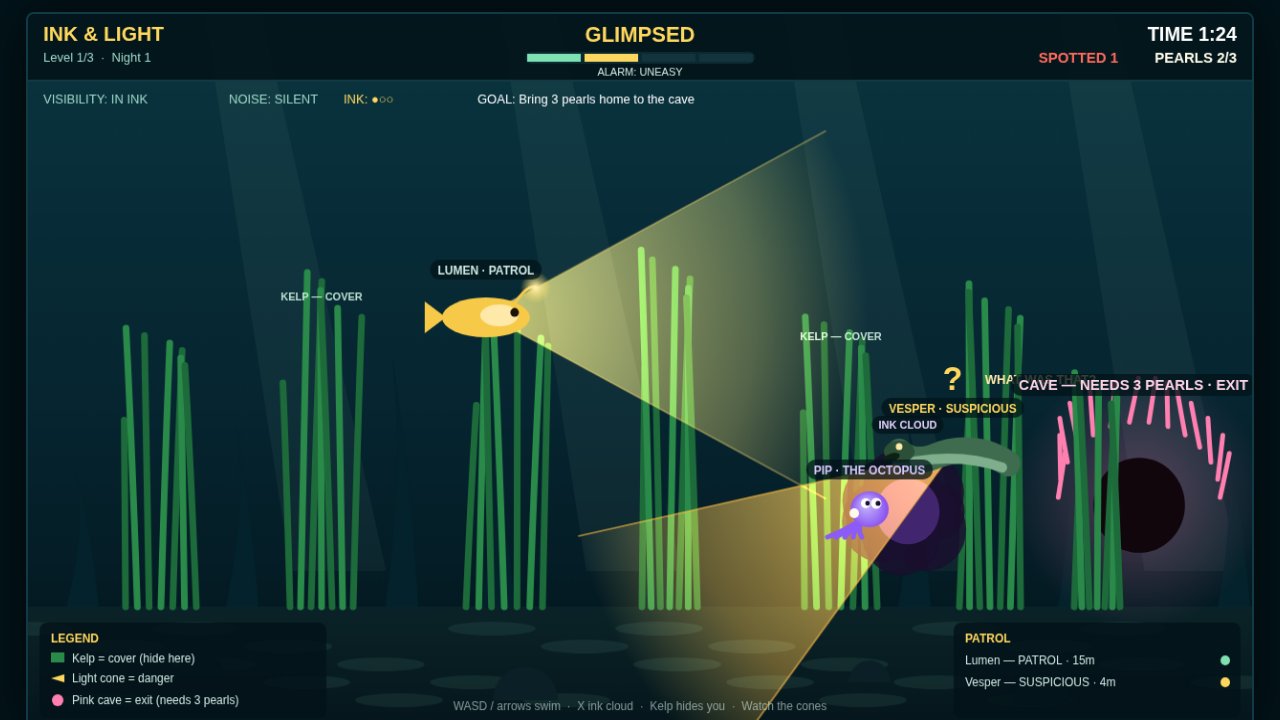 INK & LIGHT
GLIMPSED
TIME 1:24
Level 1/3 · Night 1
SPOTTED 1
PEARLS 2/3
ALARM: UNEASY
VISIBILITY: IN INK
NOISE: SILENT
INK: ●○○
GOAL: Bring 3 pearls home to the cave
LUMEN · PATROL
KELP — COVER
KELP — COVER
?
WHAT WAS THAT?
CAVE — NEEDS 3 PEARLS · EXIT
VESPER · SUSPICIOUS
INK CLOUD
PIP · THE OCTOPUS
LEGEND
Kelp = cover (hide here)
Light cone = danger
Pink cave = exit (needs 3 pearls)
PATROL
Lumen — PATROL · 15m
Vesper — SUSPICIOUS · 4m
WASD / arrows swim · X ink cloud · Kelp hides you · Watch the cones